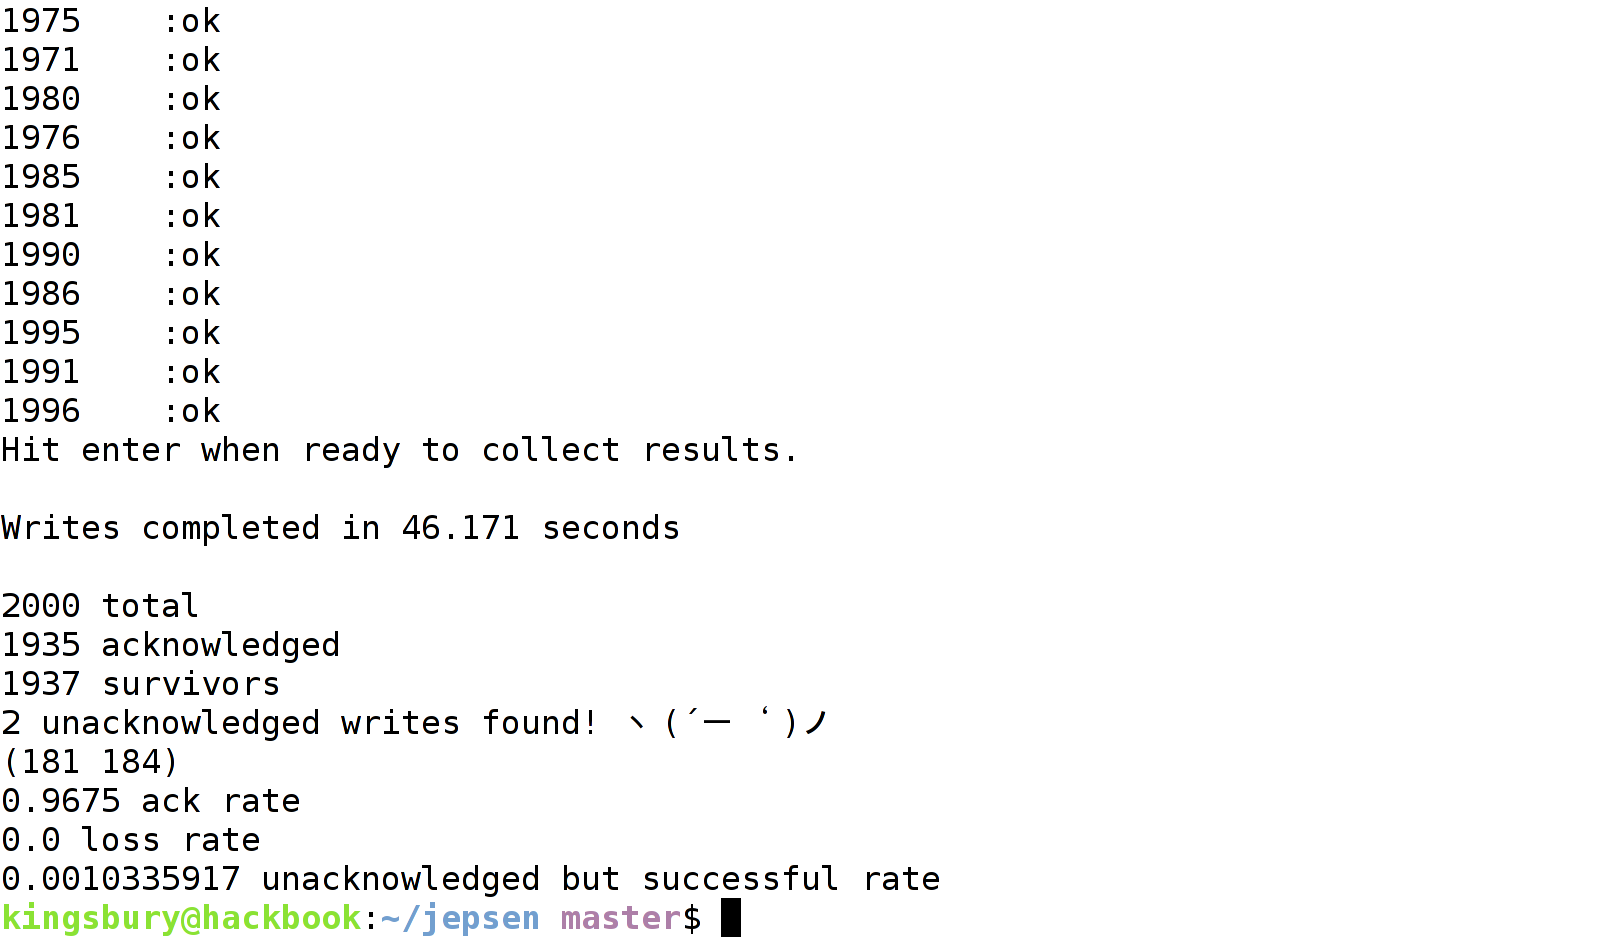 1975    :ok
1971    :ok
1980    :ok
1976    :ok
1985    :ok
1981    :ok
1990    :ok
1986    :ok
1995    :ok
1991    :ok
1996    :ok
Hit enter when ready to collect results.
Writes completed in 46.171 seconds
2000 total
1935 acknowledged
1937 survivors
2 unacknowledged writes found! ヽ(´ー｀)ノ
(181 184)
0.9675 ack rate
0.0 loss rate
0.0010335917 unacknowledged but successful rate
kingsbury@hackbook:~/jepsen master$